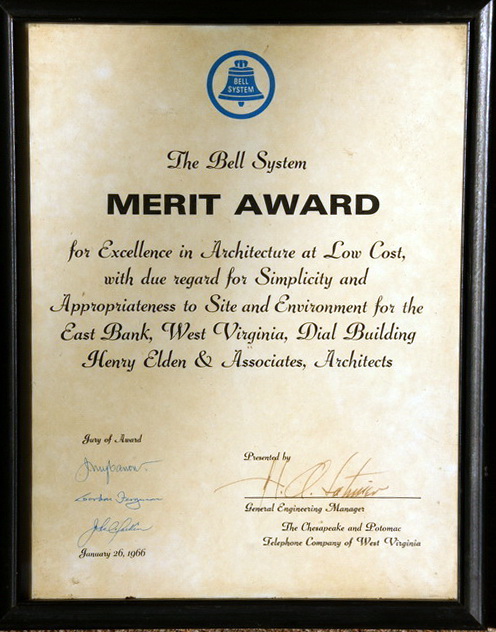 BELL
SYSTEM
The Bell System
MERIT AWARD
for Excellence in Architecture at Low Cost,
with due regard for Simplicity and
Appropriateness to Site and Environment for the
East Bank, West Virginia, Dial Building
Henry Elden & Associates, Architects
Jury of Award
Gordon Ferguson
January 26, 1966
Presented by
General Engineering Manager
The Chesapeake and Potomac
Telephone Company of West Virginia